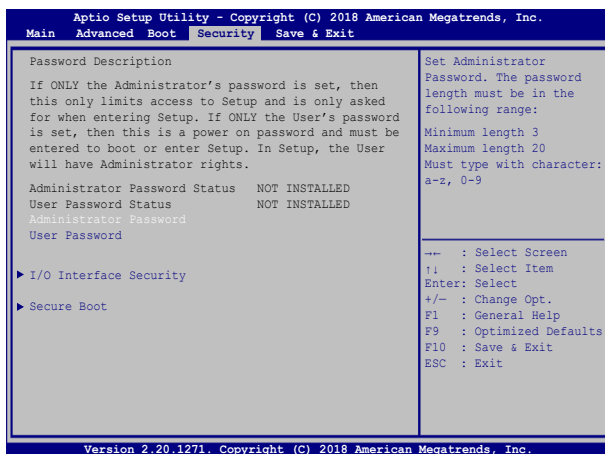 Aptio Setup Utility - Copyright (C) 2018 American Megatrends, Inc.
Main Advanced Boot Security Save & Exit
Password Description
If ONLY the Administrator's password is set, then
this only limits access to Setup and is only asked
for when entering Setup. If ONLY the User's password
is set, then this is a power on password and must be
entered to boot or enter Setup. In Setup, the User
will have Administrator rights.
Administrator Password Status NOT INSTALLED
User Password Status NOT INSTALLED
Administrator Password
User Password
I/O Interface Security
Secure Boot
Set Administrator
Password. The password
length must be in the
following range:
Minimum length 3
Maximum length 20
Must type with character:
a-z, 0-9
→← : Select Screen
↑↓ : Select Item
Enter: Select
+/— : Change Opt.
F1 : General Help
F9 : Optimized Defaults
F10 : Save & Exit
ESC : Exit
Version 2.20.1271. Copyright (C) 2018 American Megatrends, Inc.